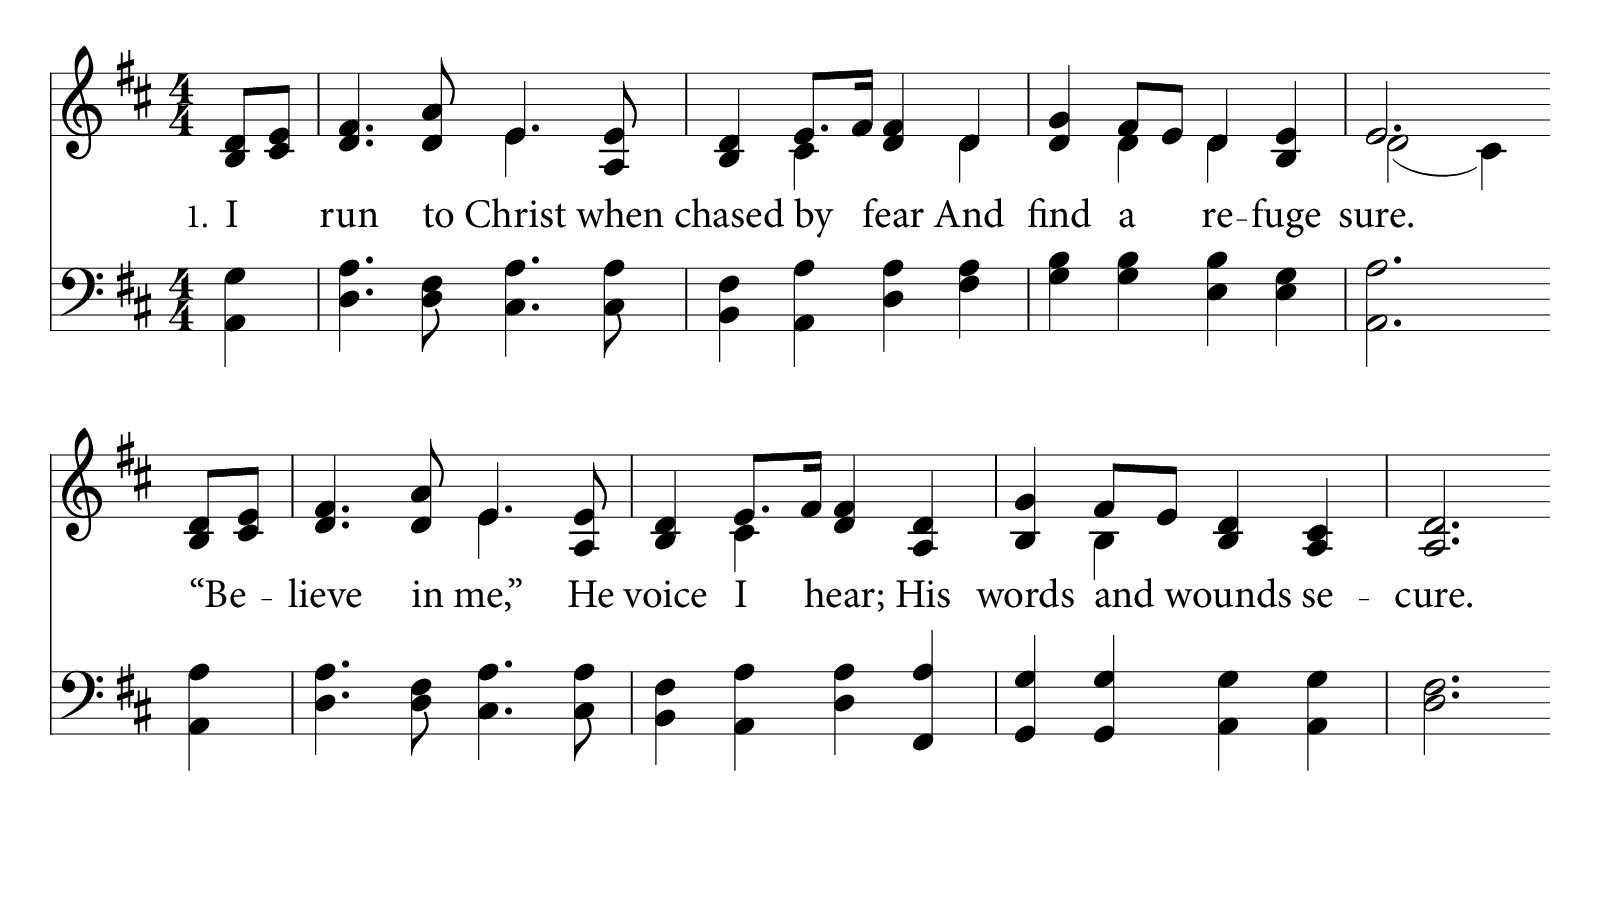 1. I run to Christ when chased by fear And find a re-fuge sure.
“Be - lieve in me,” He voice I hear; His words and wounds se - cure.